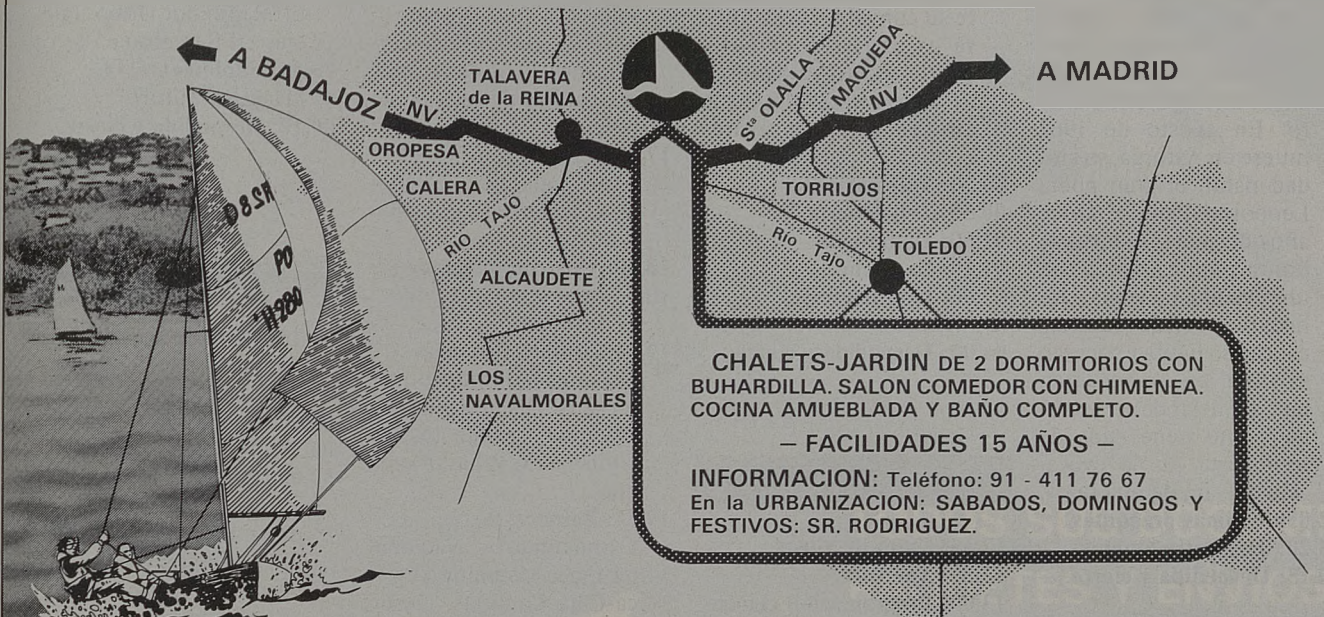 A BADAJOZ
NV
TALAVERA
de la REINA
Sta OLALLA
MAQUEDA
NV
A MADRID
OROPESA
CALERA
RIO TAJO
TORRIJOS
Rio Tajo
TOLEDO
ALCAUDETE
LOS
NAVALMORALES
CHALETS-JARDIN DE 2 DORMITORIOS CON
BUHARDILLA. SALON COMEDOR CON CHIMENEA.
COCINA AMUEBLADA Y BAÑO COMPLETO.
– FACILIDADES 15 AÑOS –
INFORMACION: Teléfono: 91 - 411 76 67
En la URBANIZACION: SABADOS, DOMINGOS Y
FESTIVOS: SR. RODRIGUEZ.